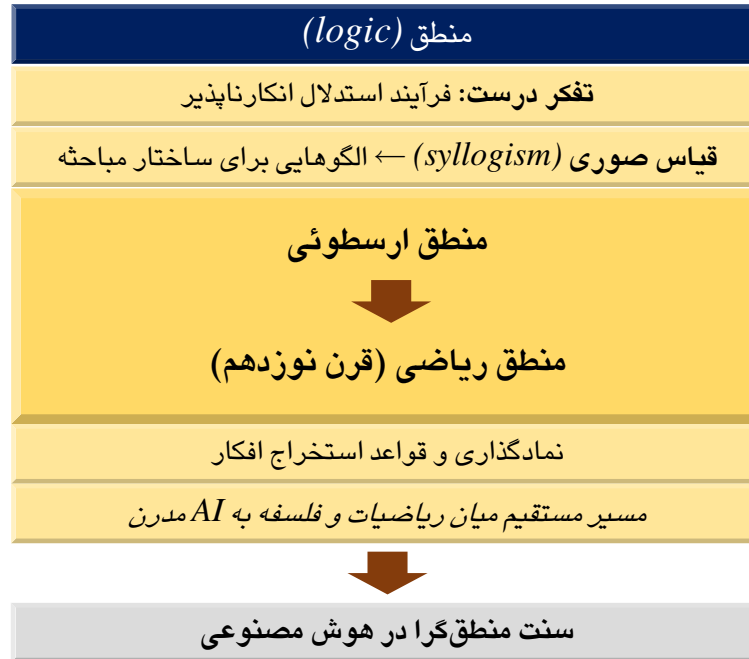 منطق (logic)
تفکر درست: فرآیند استدلال انکارناپذیر
قیاس صوری (syllogism) ← الگوهایی برای ساختار مباحثه
منطق ارسطوئی
منطق ریاضی (قرن نوزدهم)
نمادگذاری و قواعد استخراج افکار
مسیر مستقیم میان ریاضیات و فلسفه به AI مدرن
سنت منطق‌گرا در هوش مصنوعی